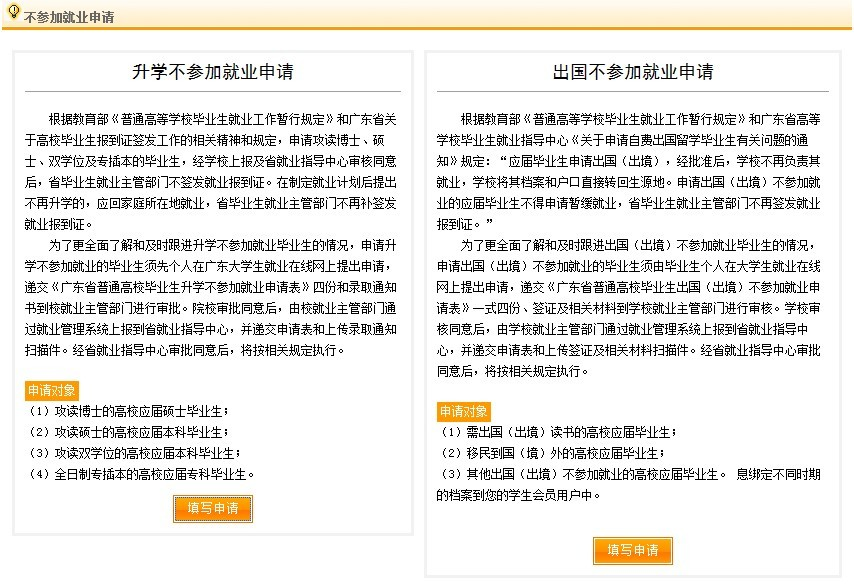 不参加就业申请
升学不参加就业申请
根据教育部《普通高等学校毕业生就业工作暂行规定》和广东省关
于高校毕业生报到证签发工作的相关精神和规定，申请攻读博士、硕
士、双学位及专插本的毕业生，经学校上报及省就业指导中心审核同意
后，省毕业生就业主管部门不签发就业报到证。在制定就业计划后提出
不再升学的，应回家庭所在地就业，省毕业生就业主管部门不再补签发
就业报到证。
为了更全面了解和及时跟进升学不参加就业毕业生的情况，申请升
学不参加就业的毕业生须先个人在广东大学生就业在线网上提出申请，
递交《广东省普通高校毕业生升学不参加就业申请表》四份和录取通知
书到校就业主管部门进行审批。院校审批同意后，由校就业主管部门通
过就业管理系统上报到省就业指导中心，并递交申请表和上传录取通知
扫描件。经省就业指导中心审批同意后，将按相关规定执行。
申请对象
（1）攻读博士的高校应届硕士毕业生；
（2）攻读硕士的高校应届本科毕业生；
（3）攻读双学位的高校应届本科毕业生；
（4）全日制专插本的高校应届专科毕业生。
填写申请
出国不参加就业申请
根据教育部《普通高等学校毕业生就业工作暂行规定》和广东省高等
学校毕业生就业指导中心《关于申请自费出国留学毕业生有关问题的通
知》规定：“应届毕业生申请出国（出境），经批准后，学校不再负责其
就业，学校将其档案和户口直接转回生源地。申请出国（出境）不参加就
业的应届毕业生不得申请暂缓就业，省毕业生就业主管部门不再签发就业
报到证。”
为了更全面了解和及时跟进出国（出境）不参加就业毕业生的情况，
申请出国（出境）不参加就业的毕业生须由毕业生个人在大学生就业在线
网上提出申请，递交《广东省普通高校毕业生出国（出境）不参加就业申
请表》一式四份、签证及相关材料到学校就业主管部门进行审核。学校审
核同意后，由学校就业主管部门通过就业管理系统上报到省就业指导中
心，并递交申请表和上传签证及相关材料扫描件。经省就业指导中心审批
同意后，将按相关规定执行。
申请对象
（1）需出国（出境）读书的高校应届毕业生；
（2）移民到国（境）外的高校应届毕业生；
（3）其他出国（出境）不参加就业的高校应届毕业生。 息绑定不同时期
的档案到您的学生会员用户中。
填写申请